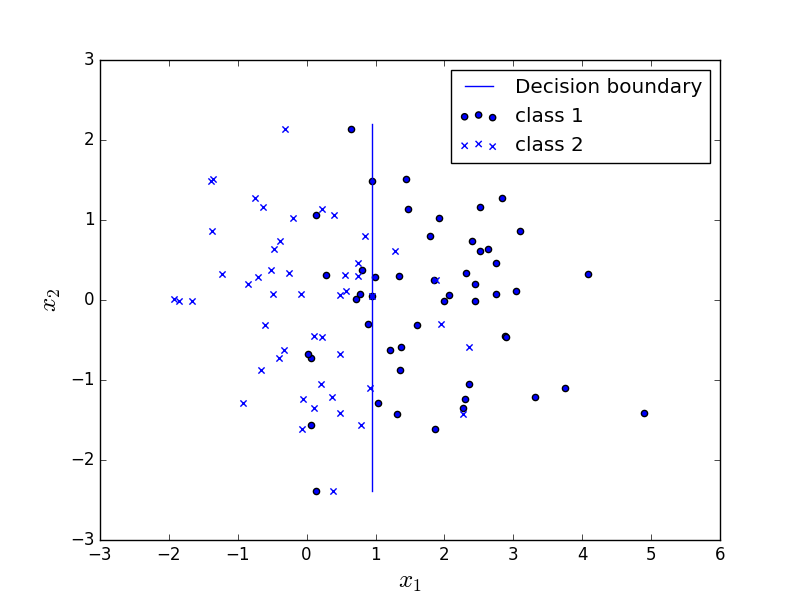 Decision boundary
class 1
class 2
3
2
1
0
−1
−2
−3
x₂
−3 −2 −1 0 1 2 3 4 5 6
x₁